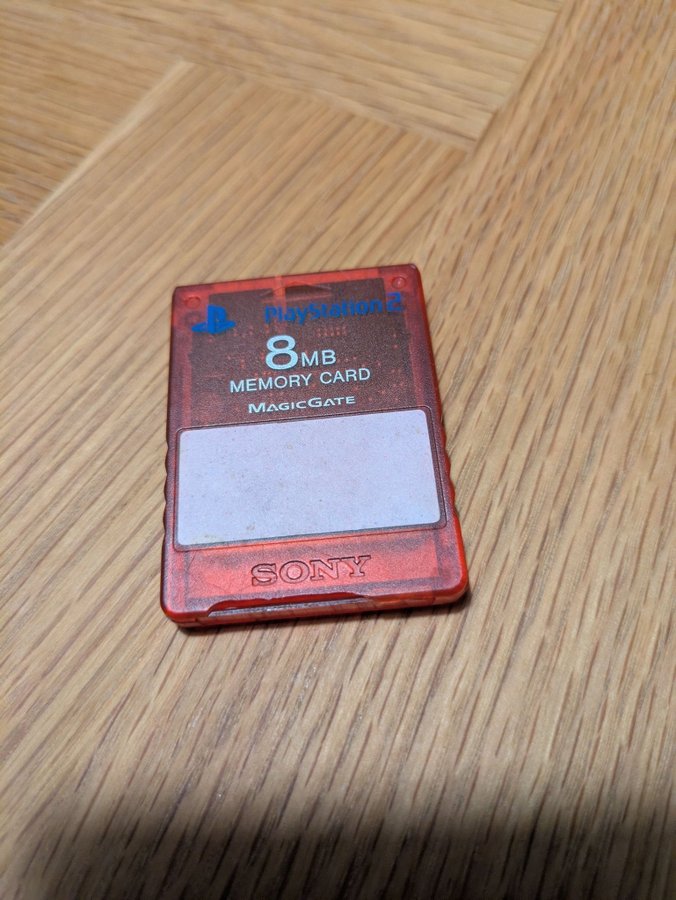 PlayStation 2
8MB
MEMORY CARD
MAGICGATE
SONY